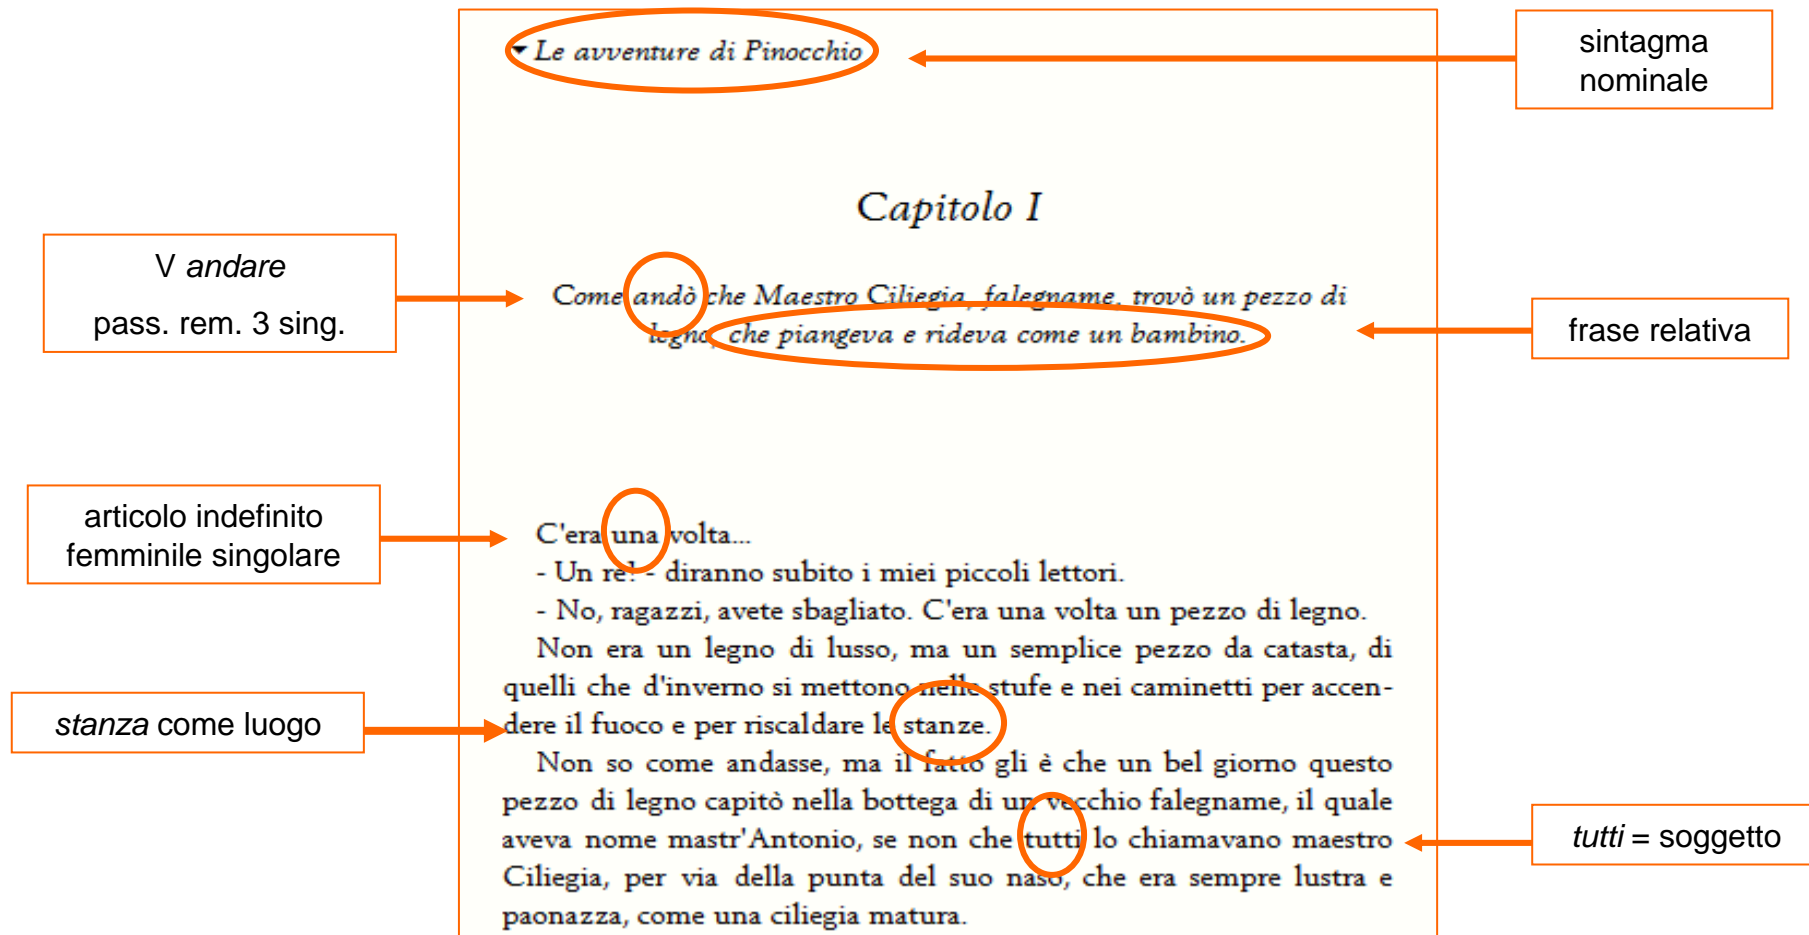 ▾ Le avventure di Pinocchio
sintagma
nominale
Capitolo I
V andare
pass. rem. 3 sing.
Come andò che Maestro Ciliegia, falegname, trovò un pezzo di
legno, che piangeva e rideva come un bambino.
frase relativa
articolo indefinito
femminile singolare
C'era una volta...
- Un re! - diranno subito i miei piccoli lettori.
- No, ragazzi, avete sbagliato. C'era una volta un pezzo di legno.
Non era un legno di lusso, ma un semplice pezzo da catasta, di
quelli che d'inverno si mettono nelle stufe e nei caminetti per accen-
dere il fuoco e per riscaldare le stanze.
stanza come luogo
Non so come andasse, ma il fatto gli è che un bel giorno questo
pezzo di legno capitò nella bottega di un vecchio falegname, il quale
aveva nome mastr'Antonio, se non che tutti lo chiamavano maestro
Ciliegia, per via della punta del suo naso, che era sempre lustra e
paonazza, come una ciliegia matura.
tutti = soggetto